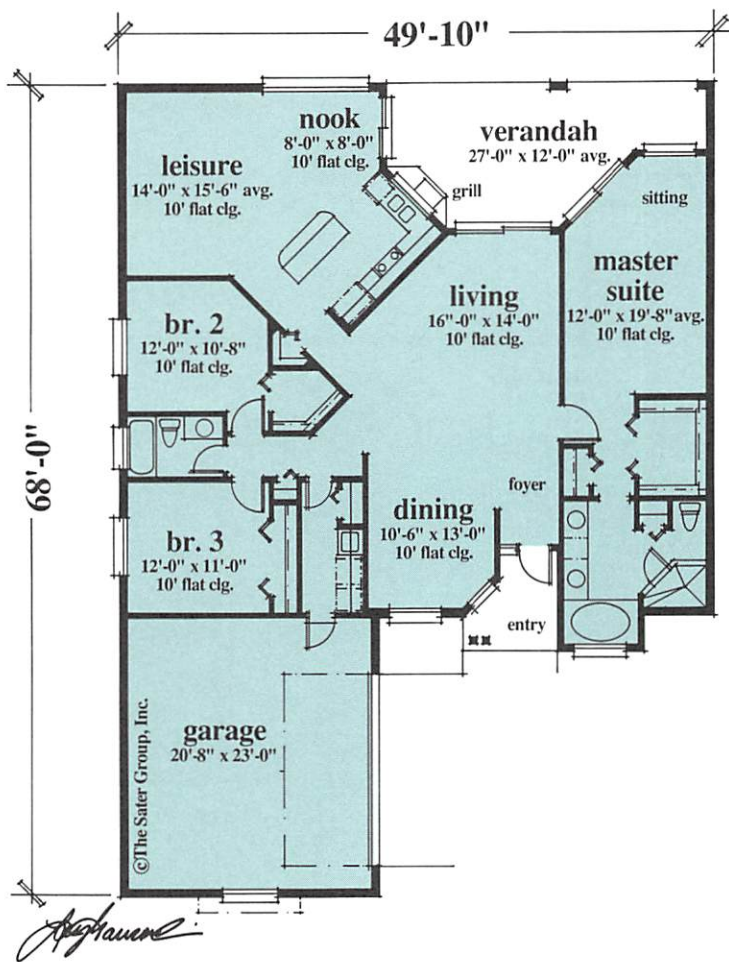 49'-10"
nook
8'-0" x 8'-0"
10' flat clg.
verandah
27'-0" x 12'-0" avg.
leisure
14'-0" x 15'-6" avg.
10' flat clg.
grill
sitting
master
suite
12'-0" x 19'-8" avg.
10' flat clg.
living
16"-0" x 14'-0"
10' flat clg.
br. 2
12'-0" x 10'-8"
10' flat clg.
68'-0"
foyer
dining
10'-6" x 13'-0"
10' flat clg.
br. 3
12'-0" x 11'-0"
10' flat clg.
entry
garage
20'-8" x 23'-0"
©The Sater Group, Inc.